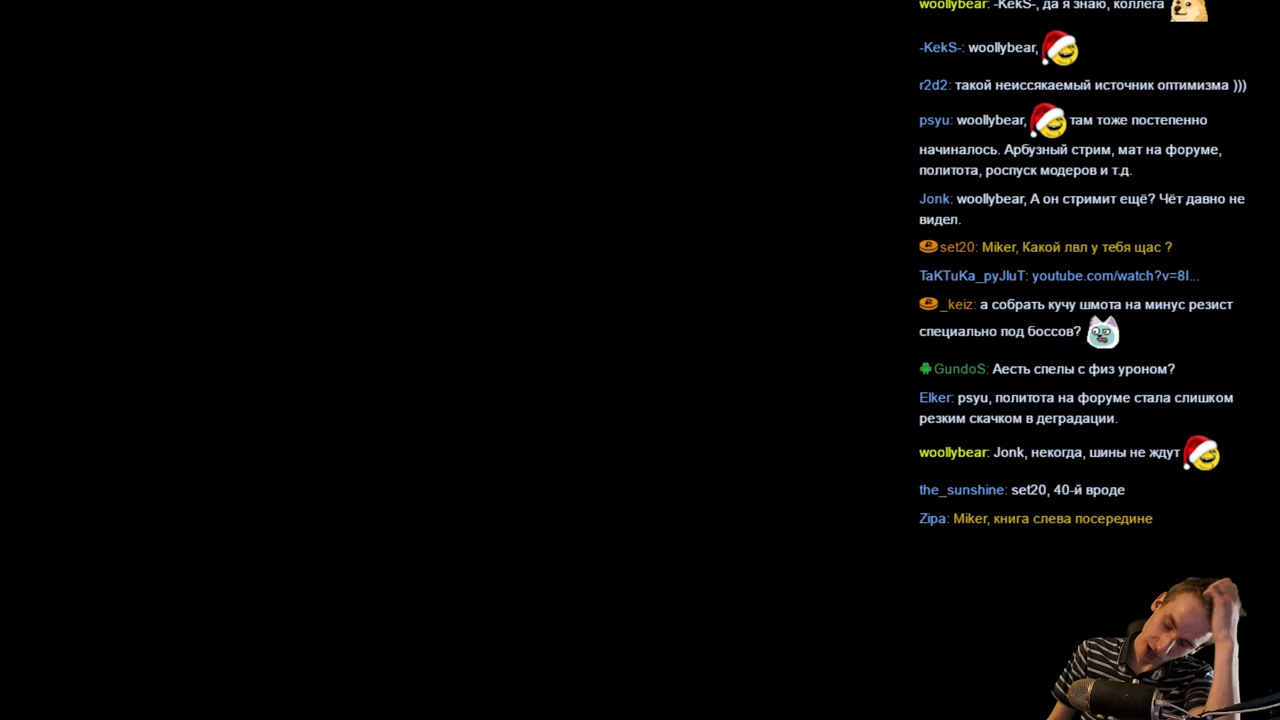 woollybear: -KekS-, да я знаю, коллега
-KekS-: woollybear,
r2d2: такой неиссякаемый источник оптимизма )))
psyu: woollybear, там тоже постепенно
начиналось. Арбузный стрим, мат на форуме,
политота, роспуск модеров и т.д.
Jonk: woollybear, А он стримит ещё? Чёт давно не
видел.
set20: Miker, Какой лвл у тебя щас ?
TaKTuKa_pyJIuT: youtube.com/watch?v=8I...
_keiz: а собрать кучу шмота на минус резист
специально под боссов?
GundoS: Аесть спелы с физ уроном?
Elker: psyu, политота на форуме стала слишком
резким скачком в деградации.
woollybear: Jonk, некогда, шины не ждут
the_sunshine: set20, 40-й вроде
Zipa: Miker, книга слева посередине